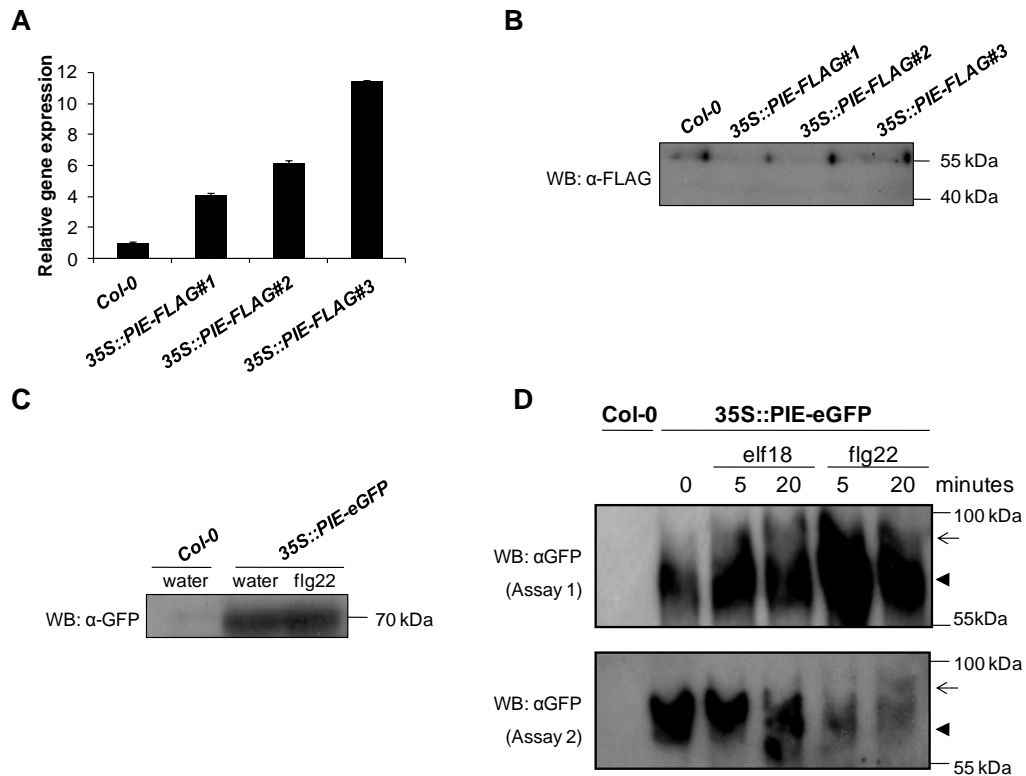 A
Relative gene expression
12
10
8
6
4
2
0
Col-0
35S::PIE-FLAG#1
35S::PIE-FLAG#2
35S::PIE-FLAG#3
B
Col-0
35S::PIE-FLAG#1
35S::PIE-FLAG#2
35S::PIE-FLAG#3
WB: α-FLAG
55 kDa
40 kDa
C
Col-0
35S::PIE-eGFP
water
water
flg22
WB: α-GFP
70 kDa
D
Col-0
35S::PIE-eGFP
elf18
flg22
0 5 20 5 20 minutes
100 kDa
WB: αGFP
(Assay 1)
55kDa
100 kDa
WB: αGFP
(Assay 2)
55 kDa